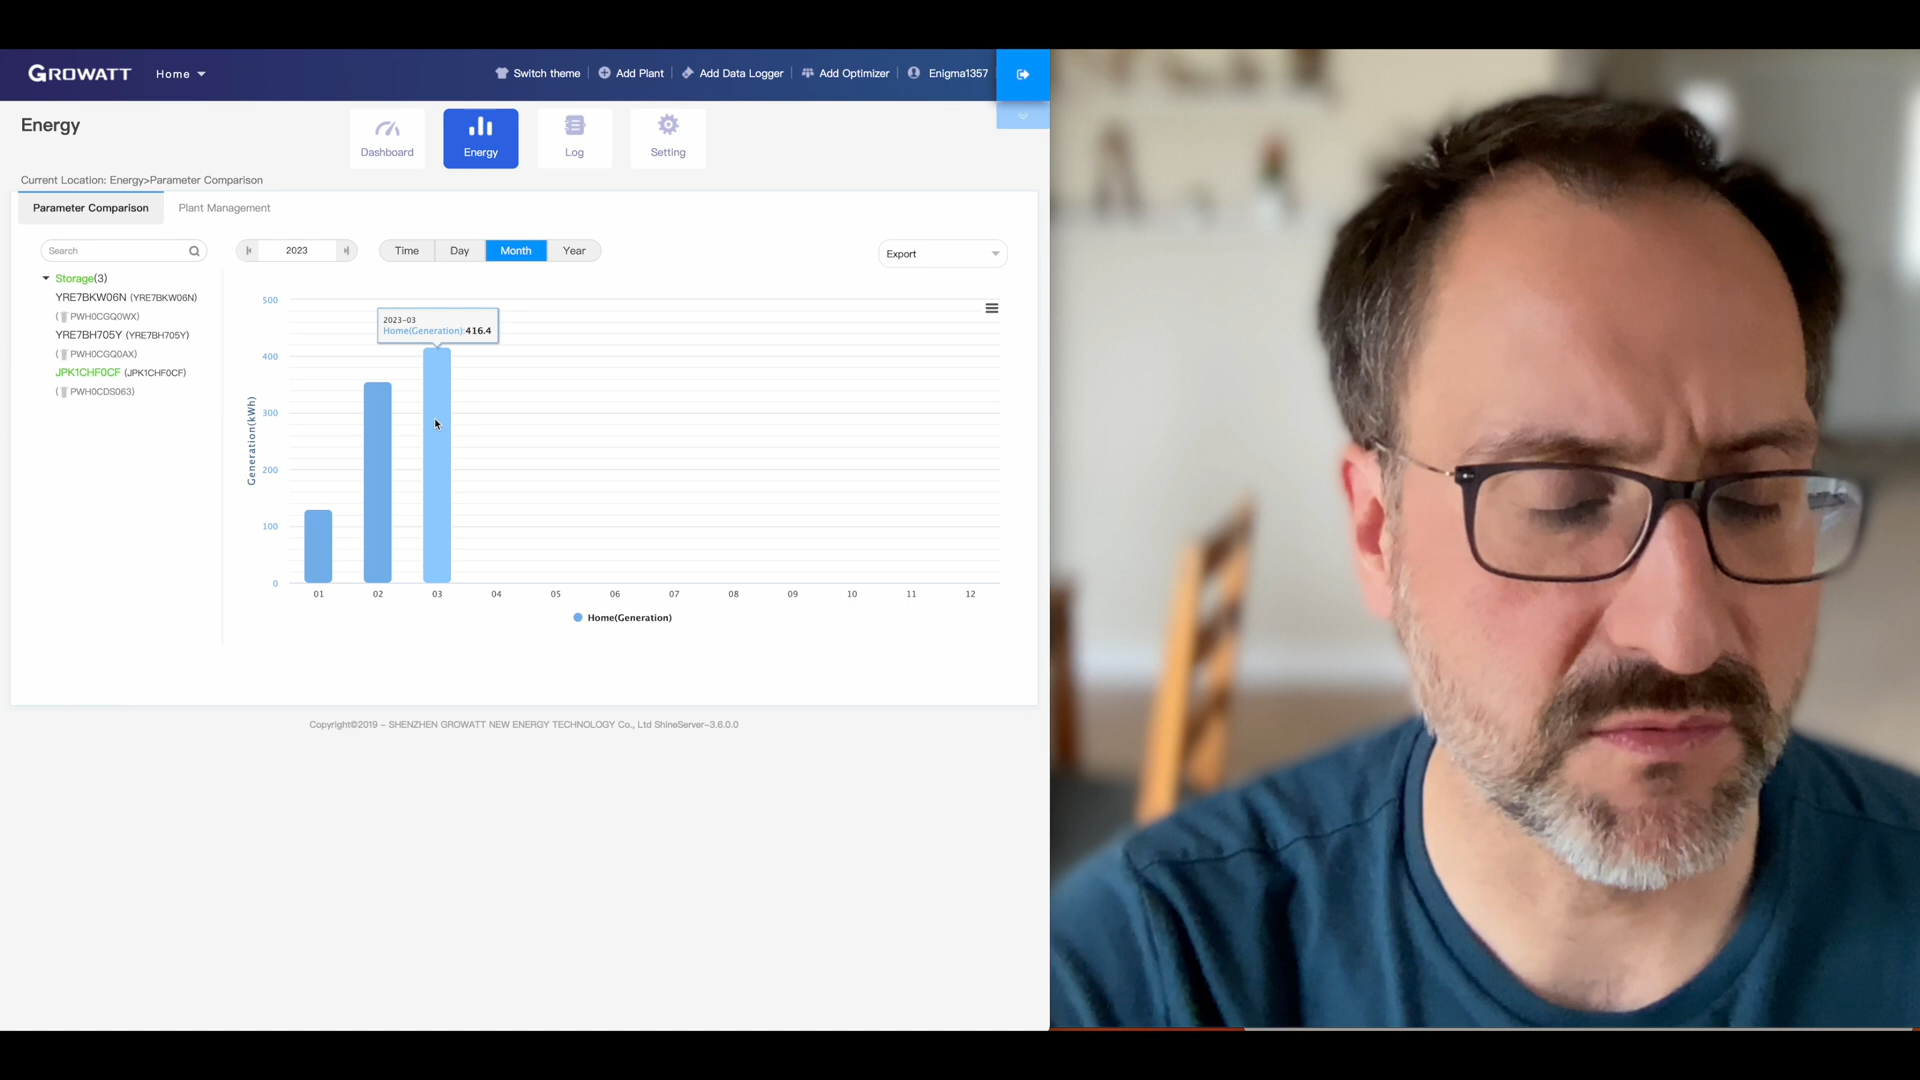 GROWATT
Home
Switch theme
Add Plant
Add Data Logger
Add Optimizer
Enigma1357
Energy
Dashboard
Energy
Log
Setting
Current Location: Energy>Parameter Comparison
Parameter Comparison
Plant Management
Search
2023
Time
Day
Month
Year
Export
Storage(3)
YRE7BKW06N (YRE7BKW06N)
( PWH0CGQ0WX)
YRE7BH705Y (YRE7BH705Y)
( PWH0CGQ0AX)
JPK1CHF0CF (JPK1CHF0CF)
( PWH0CDS063)
2023-03
Home(Generation):416.4
Generation(kWh)
500
400
300
200
100
0
01 02 03 04 05 06 07 08 09 10 11 12
Home(Generation)
Copyright©2019 - SHENZHEN GROWATT NEW ENERGY TECHNOLOGY Co., Ltd ShineServer-3.6.0.0